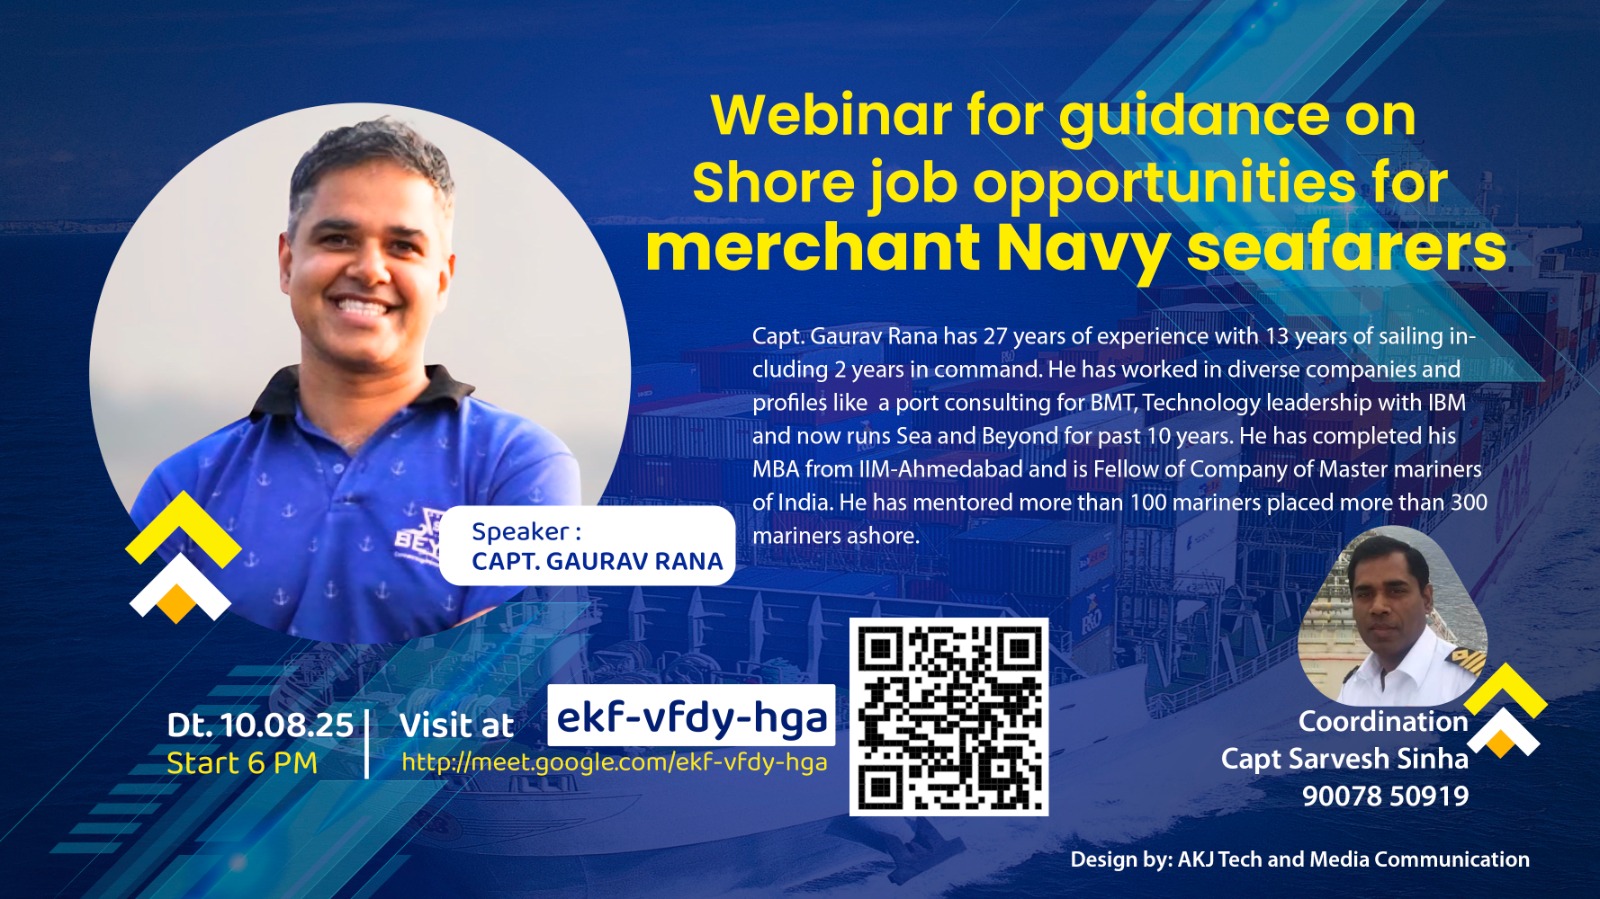 Webinar for guidance on
Shore job opportunities for
merchant Navy seafarers
Capt. Gaurav Rana has 27 years of experience with 13 years of sailing in-
cluding 2 years in command. He has worked in diverse companies and
profiles like  a port consulting for BMT, Technology leadership with IBM
and now runs Sea and Beyond for past 10 years. He has completed his
MBA from IIM-Ahmedabad and is Fellow of Company of Master mariners
of India. He has mentored more than 100 mariners placed more than 300
mariners ashore.
Speaker :
CAPT. GAURAV RANA
Dt. 10.08.25
Start 6 PM
Visit at
ekf-vfdy-hga
http://meet.google.com/ekf-vfdy-hga
Coordination
Capt Sarvesh Sinha
90078 50919
Design by: AKJ Tech and Media Communication